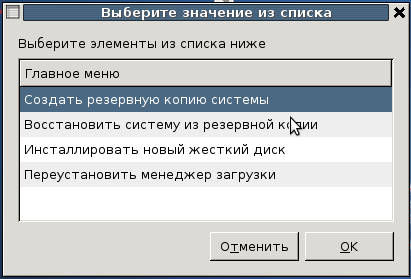 Выберите значение из списка
Выберите элементы из списка ниже
Главное меню
Создать резервную копию системы
Восстановить систему из резервной копии
Инсталлировать новый жесткий диск
Переустановить менеджер загрузки
Отменить
OK